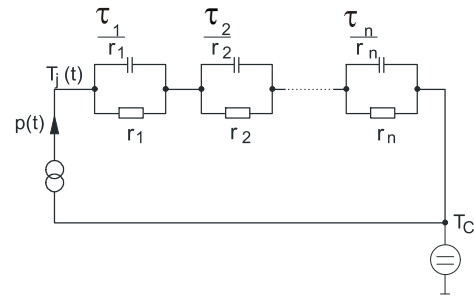 τ1/r1 τ2/r2 τn/rn
Tj(t)
p(t)
r1 r2 rn
TC